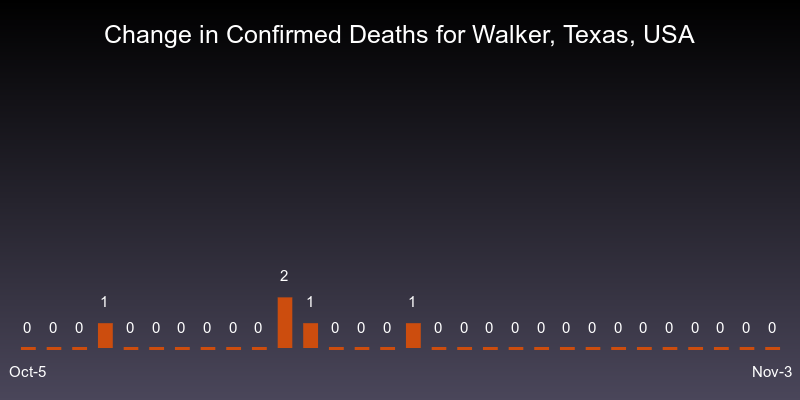 Change in Confirmed Deaths for Walker, Texas, USA
2
1 1 1
0 0 0 0 0 0 0 0 0 0 0 0 0 0 0 0 0 0 0 0 0 0 0 0 0 0
Oct-5 Nov-3